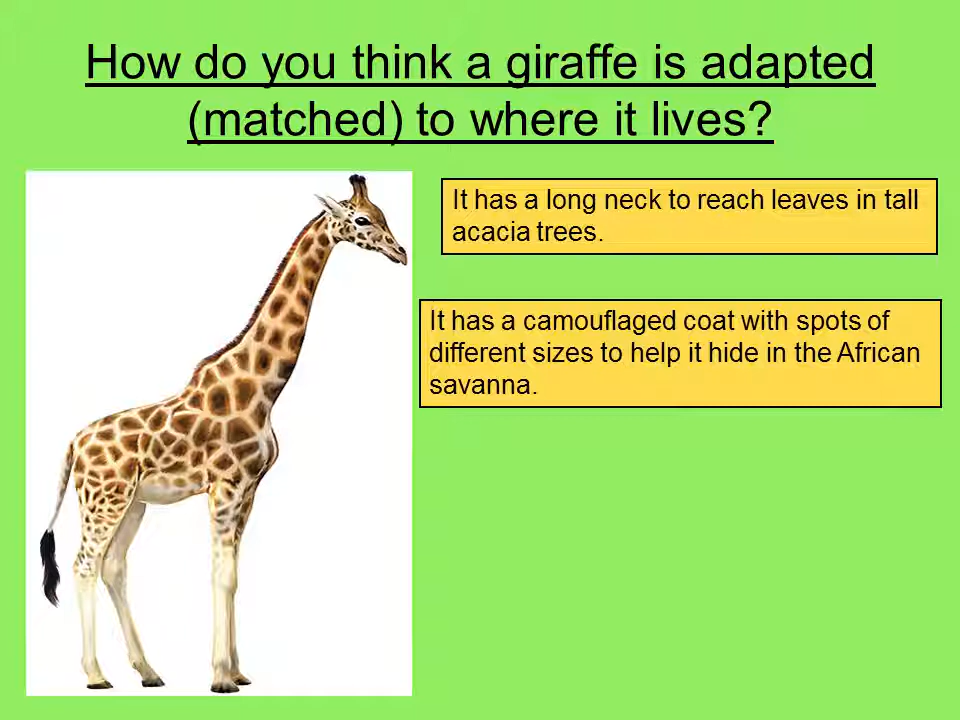 How do you think a giraffe is adapted
(matched) to where it lives?
It has a long neck to reach leaves in tall
acacia trees.
It has a camouflaged coat with spots of
different sizes to help it hide in the African
savanna.